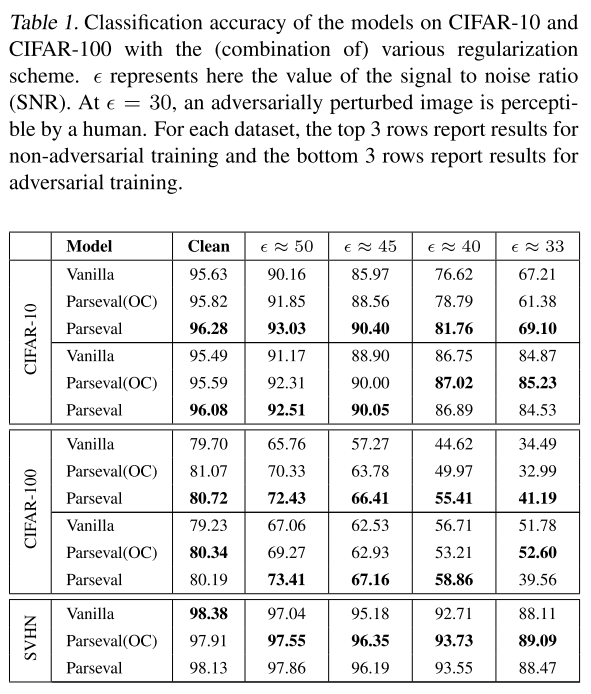 Table 1. Classification accuracy of the models on CIFAR-10 and
CIFAR-100 with the (combination of) various regularization
scheme. ϵ represents here the value of the signal to noise ratio
(SNR). At ϵ = 30, an adversarially perturbed image is percepti-
ble by a human. For each dataset, the top 3 rows report results for
non-adversarial training and the bottom 3 rows report results for
adversarial training.
Model Clean ϵ ≈ 50 ϵ ≈ 45 ϵ ≈ 40 ϵ ≈ 33
CIFAR-10
Vanilla 95.63 90.16 85.97 76.62 67.21
Parseval(OC) 95.82 91.85 88.56 78.79 61.38
Parseval 96.28 93.03 90.40 81.76 69.10
Vanilla 95.49 91.17 88.90 86.75 84.87
Parseval(OC) 95.59 92.31 90.00 87.02 85.23
Parseval 96.08 92.51 90.05 86.89 84.53
CIFAR-100
Vanilla 79.70 65.76 57.27 44.62 34.49
Parseval(OC) 81.07 70.33 63.78 49.97 32.99
Parseval 80.72 72.43 66.41 55.41 41.19
Vanilla 79.23 67.06 62.53 56.71 51.78
Parseval(OC) 80.34 69.27 62.93 53.21 52.60
Parseval 80.19 73.41 67.16 58.86 39.56
SVHN
Vanilla 98.38 97.04 95.18 92.71 88.11
Parseval(OC) 97.91 97.55 96.35 93.73 89.09
Parseval 98.13 97.86 96.19 93.55 88.47